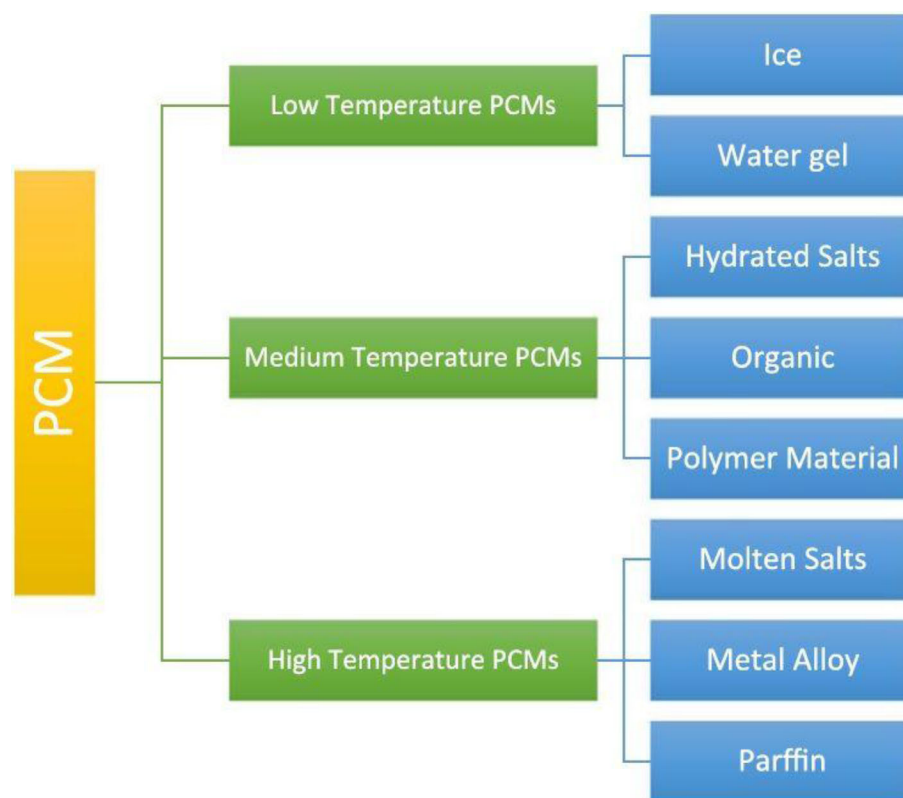 PCM
Low Temperature PCMs
Ice
Water gel
Medium Temperature PCMs
Hydrated Salts
Organic
Polymer Material
High Temperature PCMs
Molten Salts
Metal Alloy
Parffin